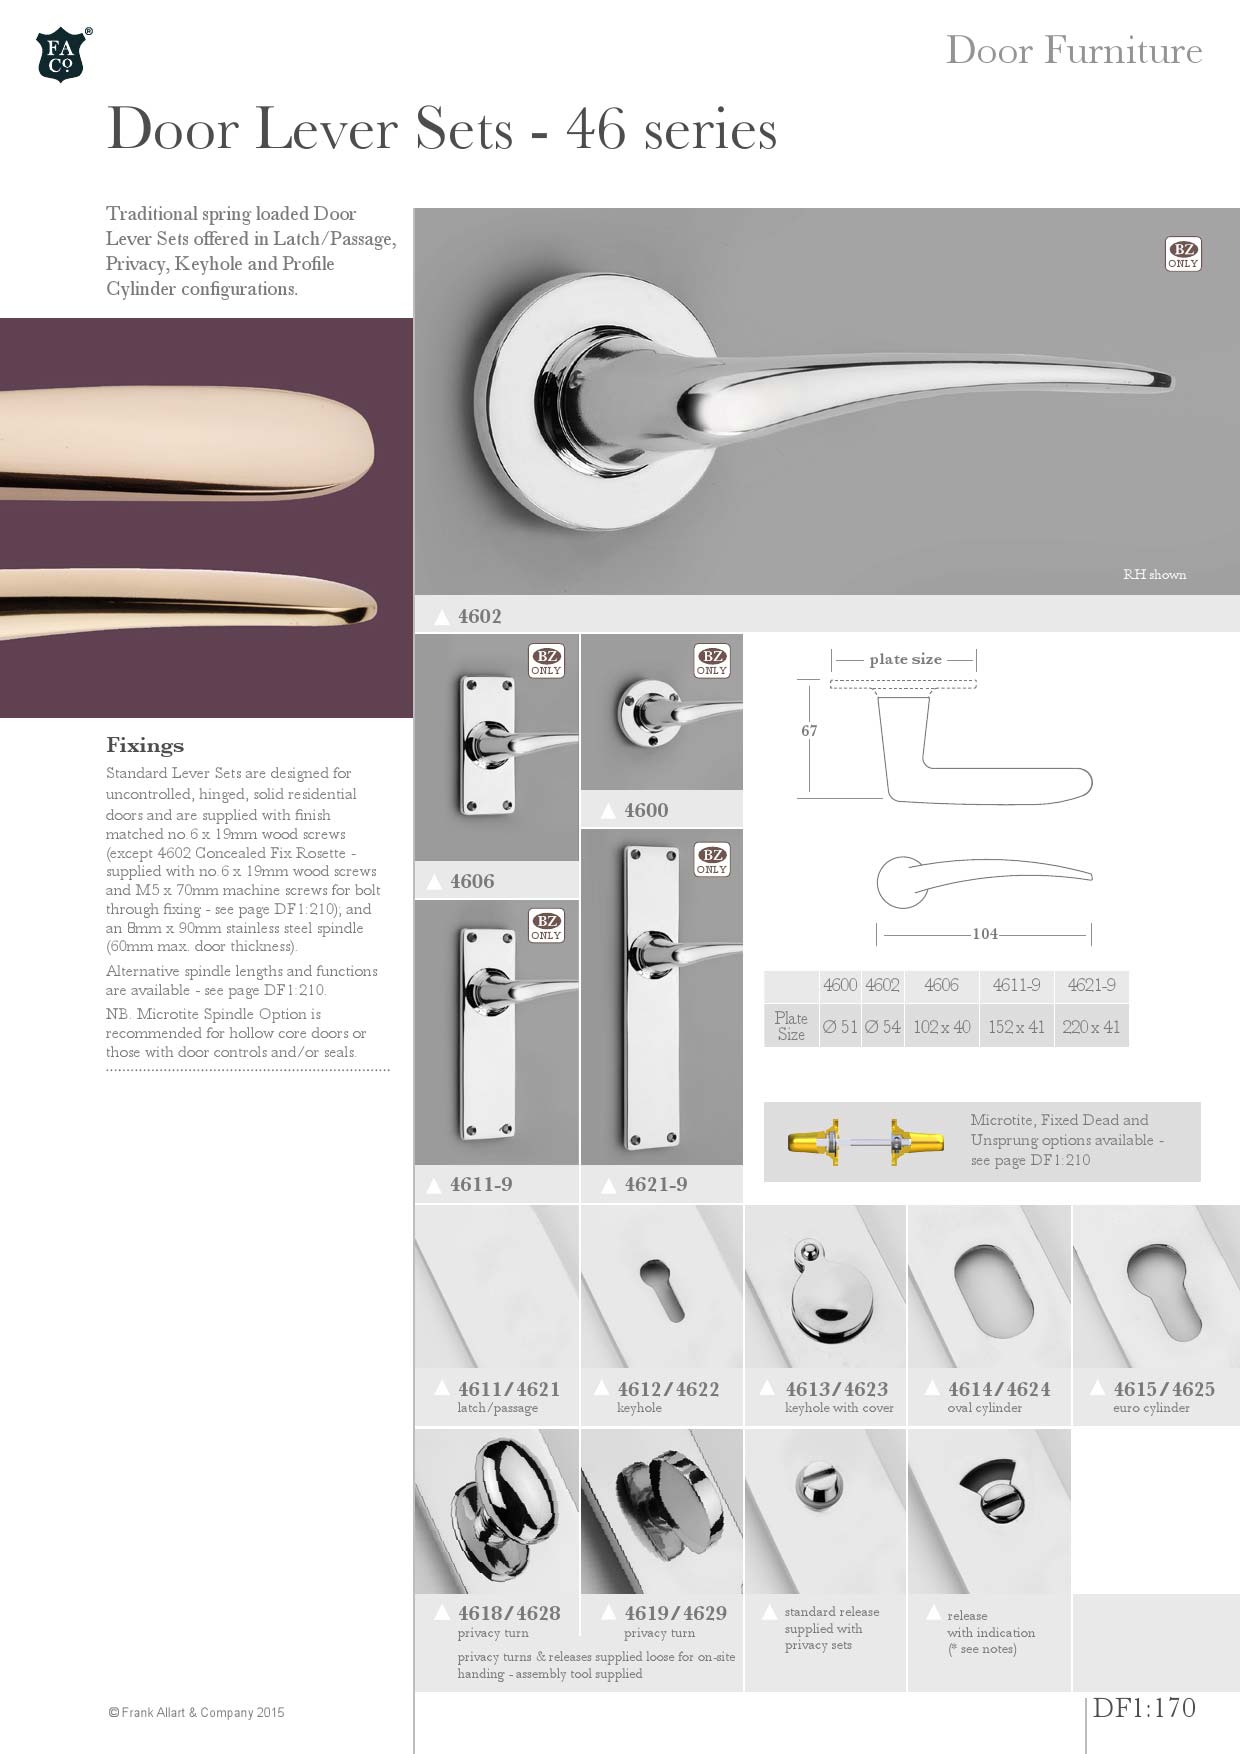 FA
Co.
®
Door Furniture
Door Lever Sets - 46 series
Traditional spring loaded Door
Lever Sets offered in Latch/Passage,
Privacy, Keyhole and Profile
Cylinder configurations.
BZ
ONLY
RH shown
4602
Fixings
Standard Lever Sets are designed for
uncontrolled, hinged, solid residential
doors and are supplied with finish
matched no.6 x 19mm wood screws
(except 4602 Concealed Fix Rosette -
supplied with no.6 x 19mm wood screws
and M5 x 70mm machine screws for bolt
through fixing - see page DF1:210); and
an 8mm x 90mm stainless steel spindle
(60mm max. door thickness).
Alternative spindle lengths and functions
are available - see page DF1:210.
NB. Microtite Spindle Option is
recommended for hollow core doors or
those with door controls and/or seals.
BZ
ONLY
4606
BZ
ONLY
4600
BZ
ONLY
4611-9
BZ
ONLY
4621-9
plate size
67
104
4600 4602 4606 4611-9 4621-9
Plate
Size
Ø 51 Ø 54 102 x 40 152 x 41 220 x 41
Microtite, Fixed Dead and
Unsprung options available -
see page DF1:210
4611/4621
latch/passage
4612/4622
keyhole
4613/4623
keyhole with cover
4614/4624
oval cylinder
4615/4625
euro cylinder
4618/4628
privacy turn
4619/4629
privacy turn
privacy turns & releases supplied loose for on-site
handing - assembly tool supplied
standard release
supplied with
privacy sets
release
with indication
(* see notes)
© Frank Allart & Company 2015
DF1:170